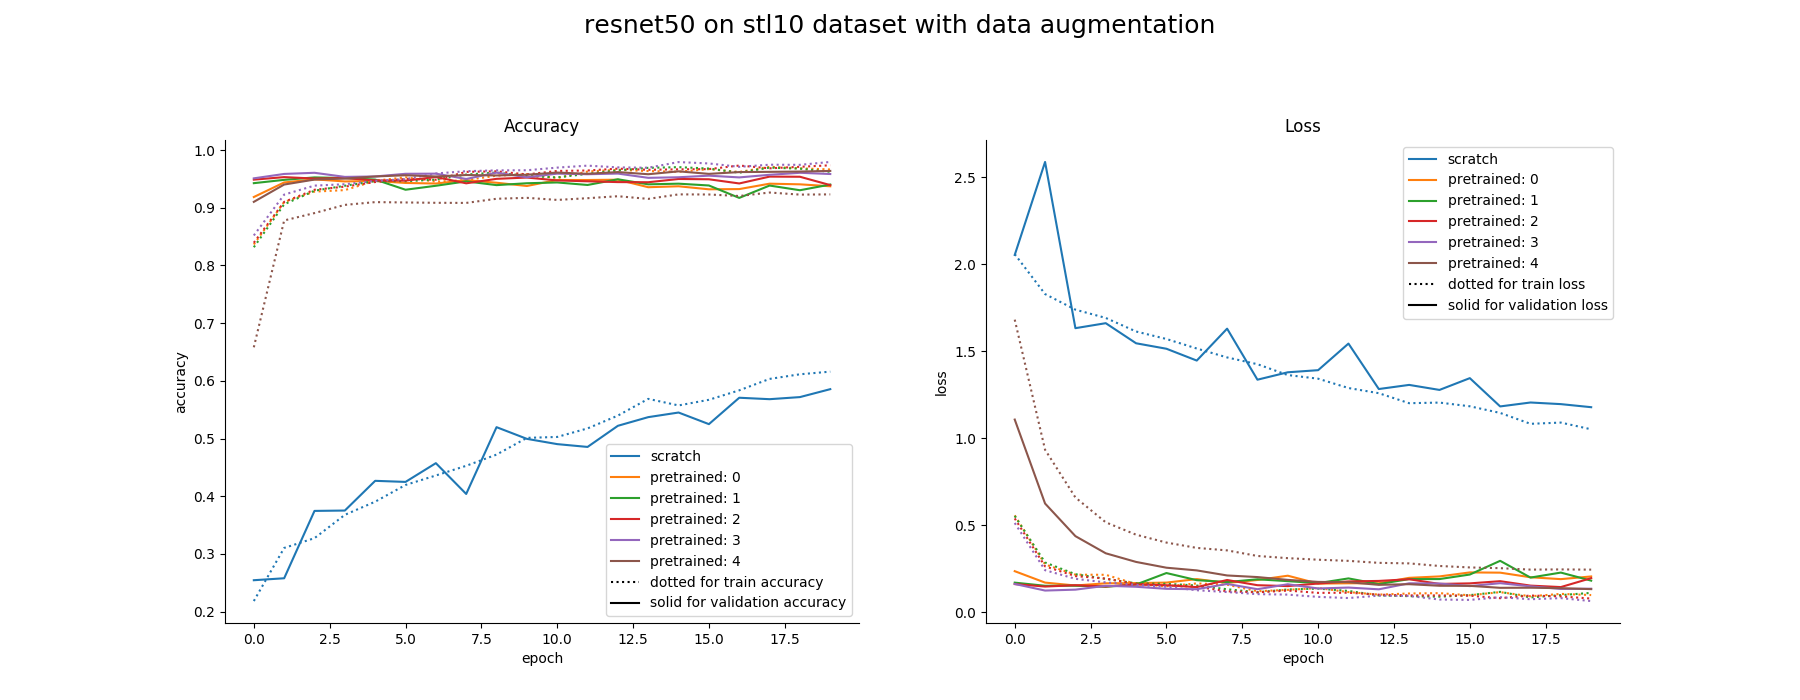 resnet50 on stl10 dataset with data augmentation
Accuracy
1.0
0.9
0.8
0.7
0.6
0.5
0.4
0.3
0.2
accuracy
0.0 2.5 5.0 7.5 10.0 12.5 15.0 17.5
epoch
scratch
pretrained: 0
pretrained: 1
pretrained: 2
pretrained: 3
pretrained: 4
dotted for train accuracy
solid for validation accuracy
Loss
2.5
2.0
1.5
1.0
0.5
0.0
loss
0.0 2.5 5.0 7.5 10.0 12.5 15.0 17.5
epoch
scratch
pretrained: 0
pretrained: 1
pretrained: 2
pretrained: 3
pretrained: 4
dotted for train loss
solid for validation loss